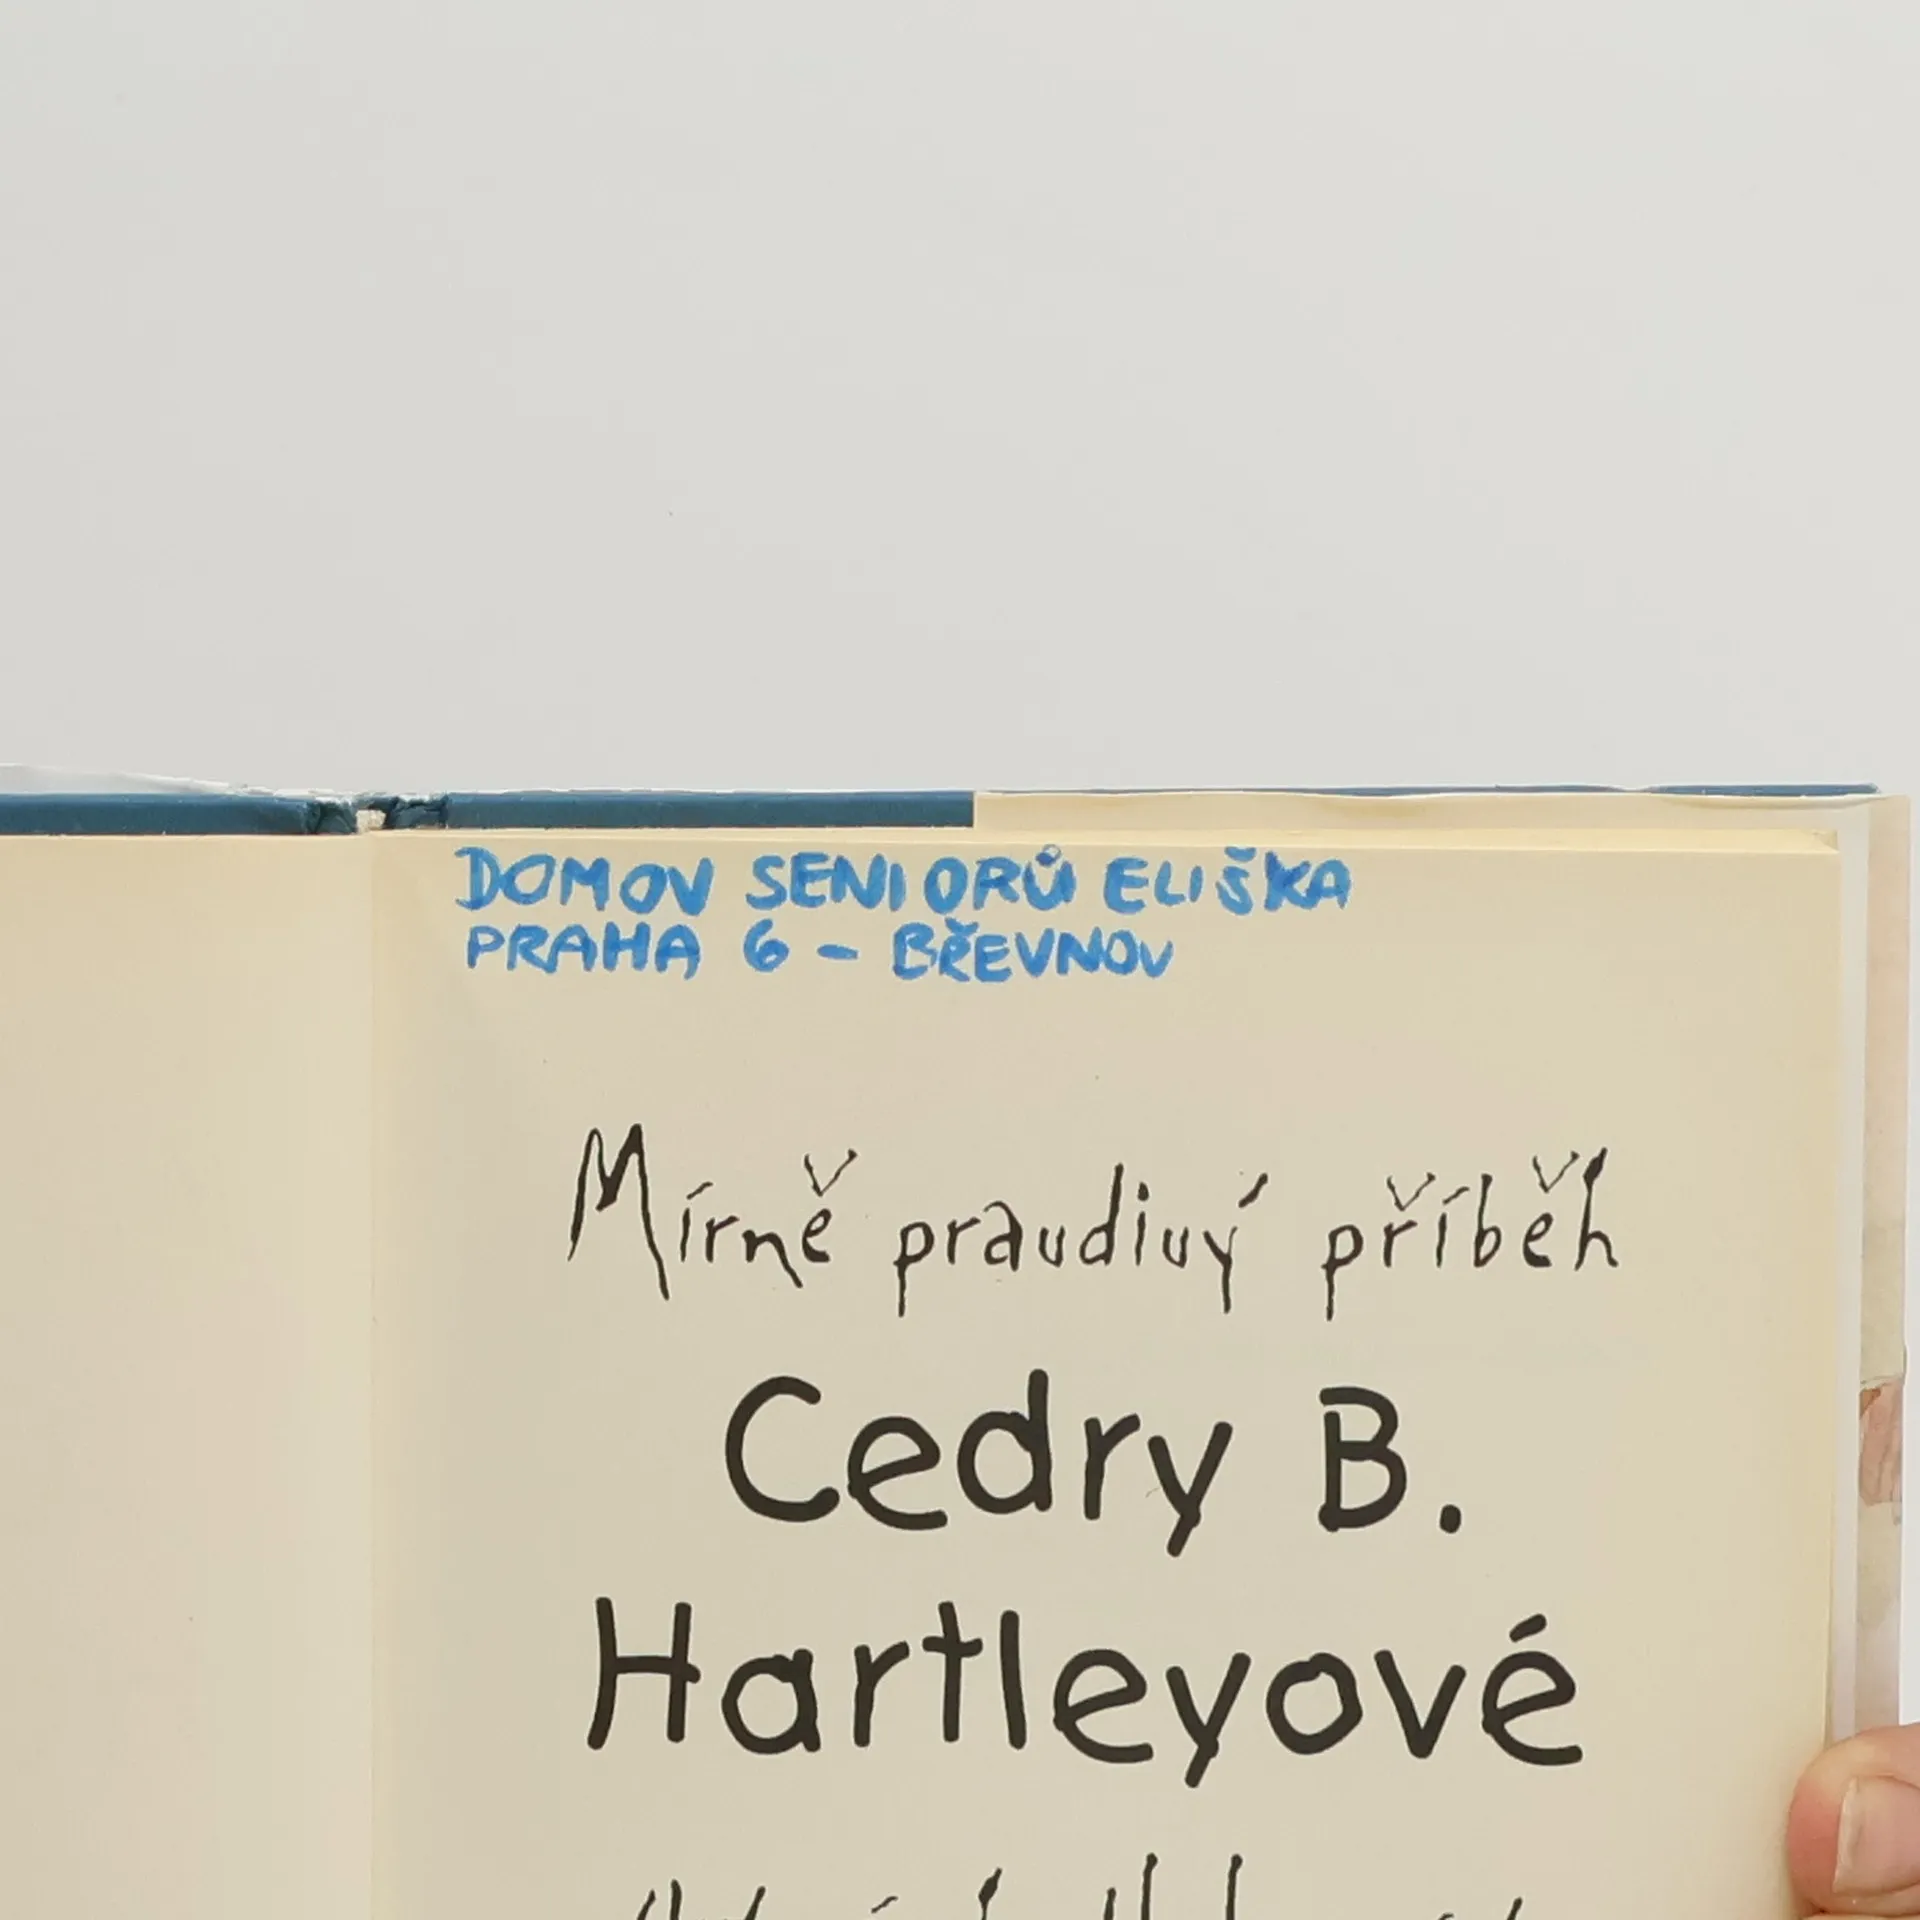 DOMOV SENIORŮ ELIŠKA
PRAHA 6 - BŘEVNOV
Mírně pravdivý příběh
Cedry B.
Hartleyové